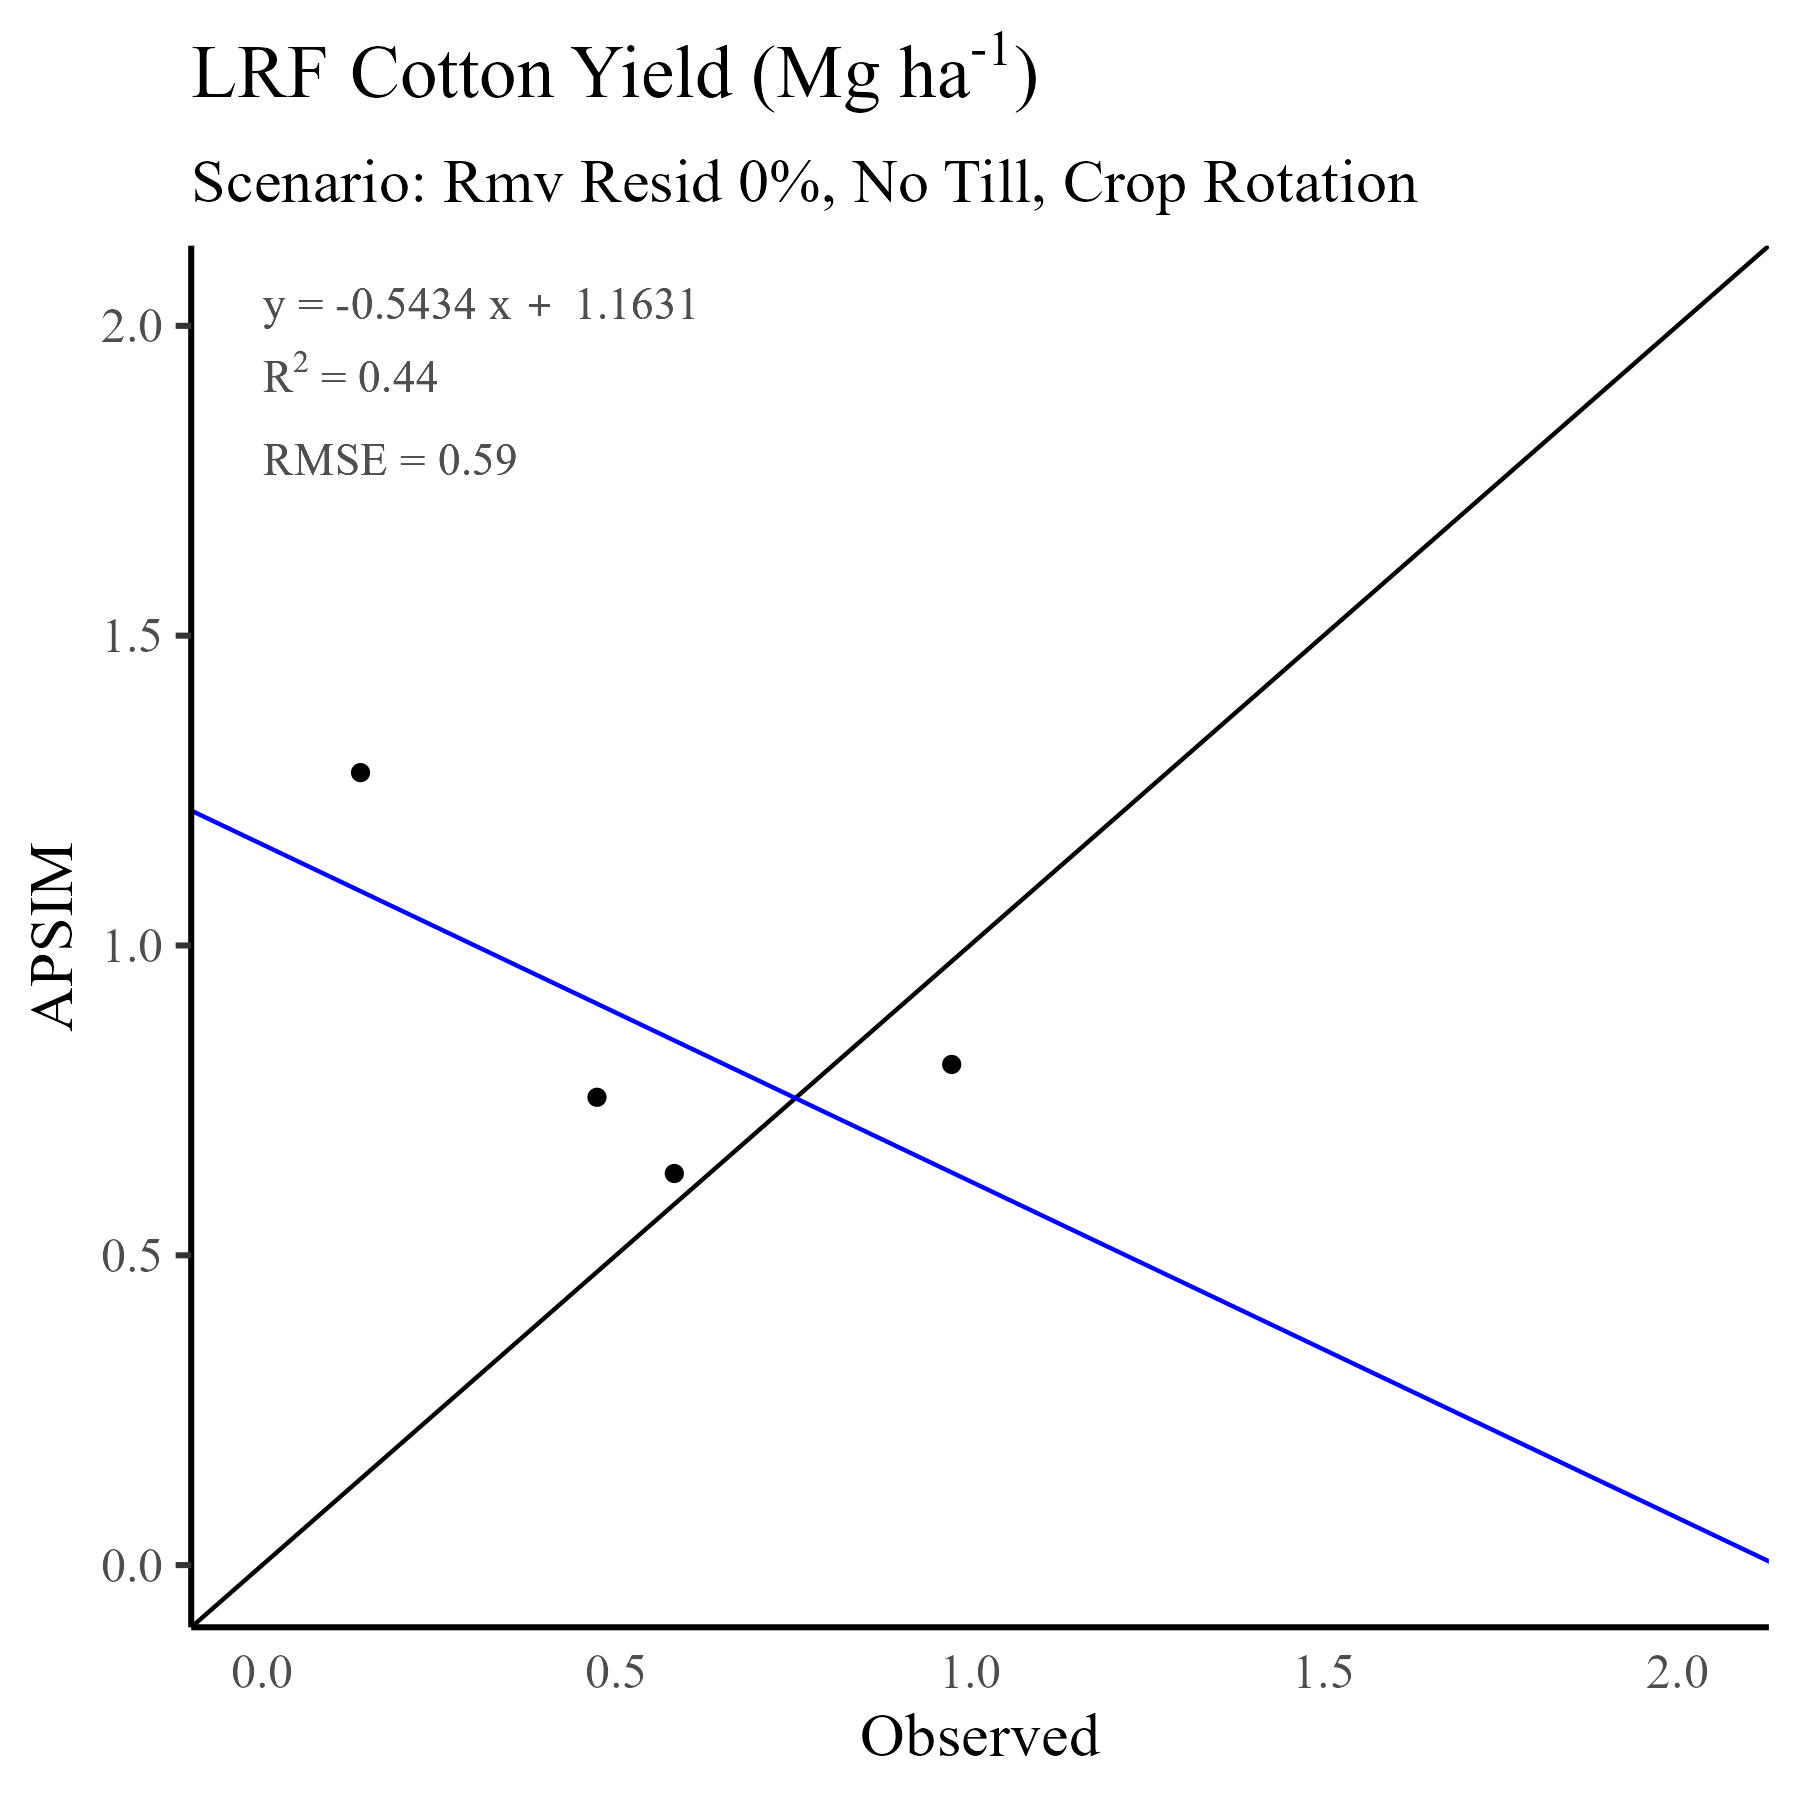 LRF Cotton Yield (Mg ha⁻¹)
Scenario: Rmv Resid 0%, No Till, Crop Rotation
y = -0.5434 x + 1.1631
R² = 0.44
RMSE = 0.59
2.0
1.5
1.0
0.5
0.0
APSIM
0.0 0.5 1.0 1.5 2.0
Observed